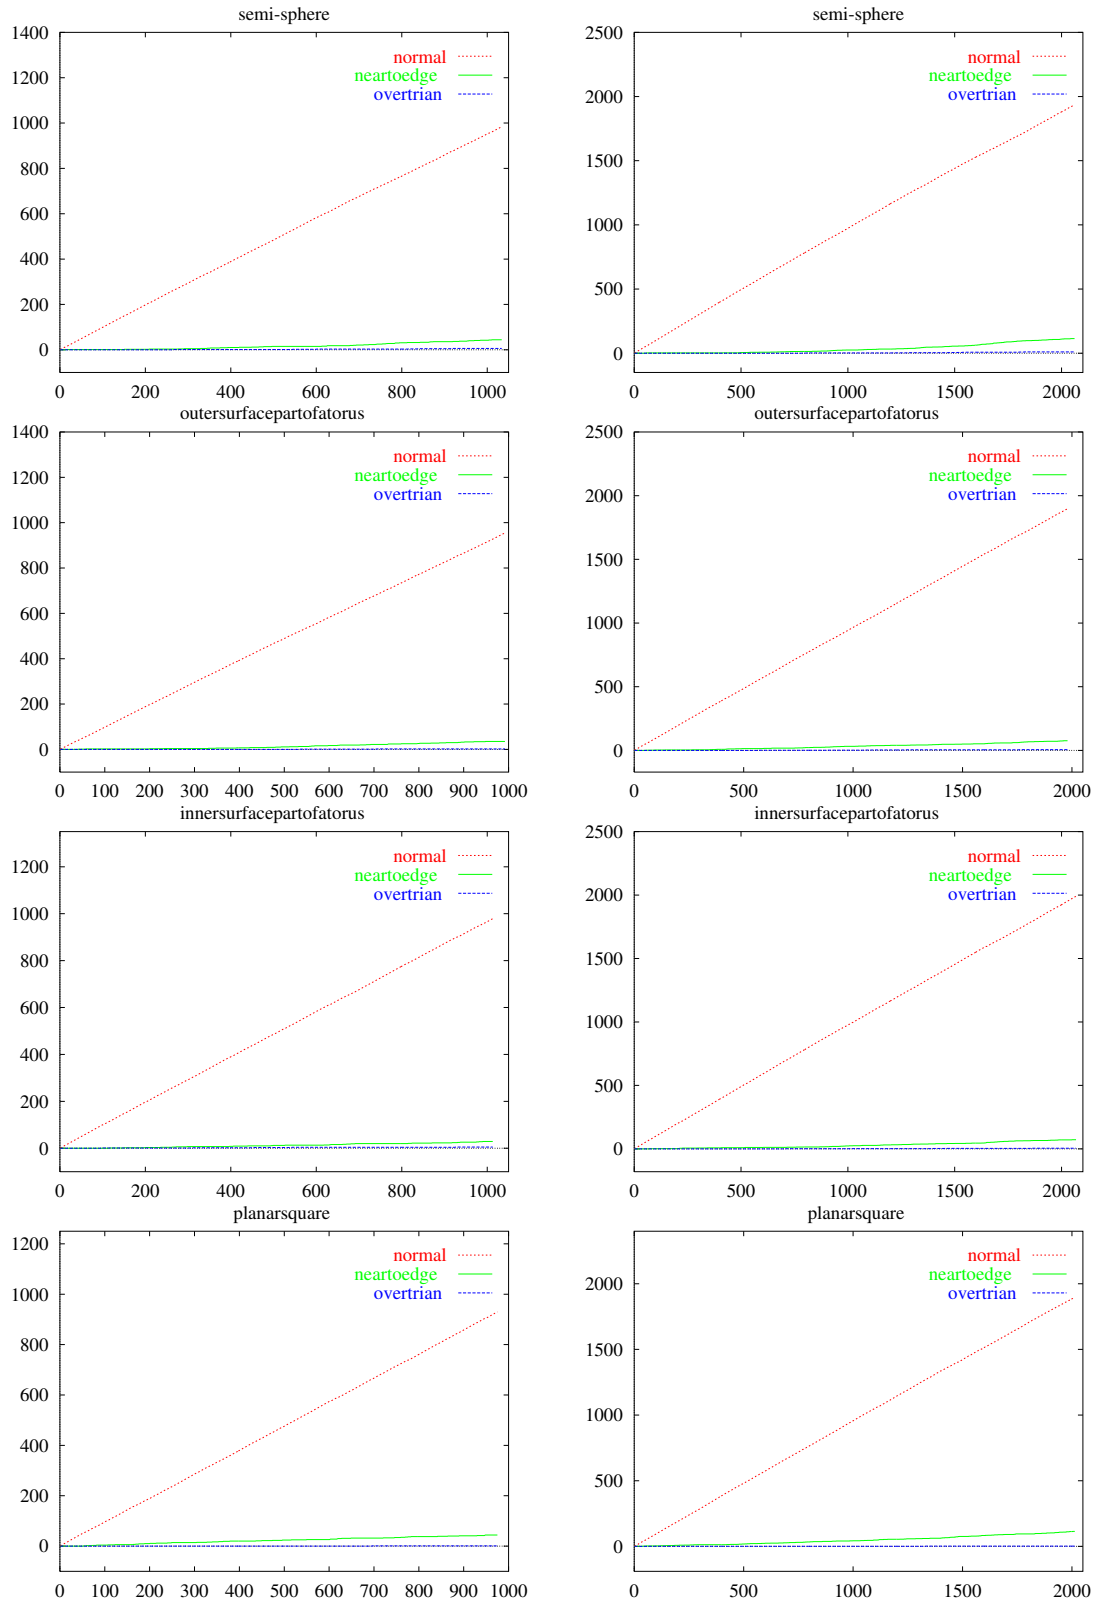 semi-sphere
1400
1200
1000
800
600
400
200
0
normal
neartoedge
overtrian
0 200 400 600 800 1000
semi-sphere
2500
2000
1500
1000
500
0
normal
neartoedge
overtrian
0 500 1000 1500 2000
outersurfacepartofatorus
1400
1200
1000
800
600
400
200
0
normal
neartoedge
overtrian
0 100 200 300 400 500 600 700 800 900 1000
outersurfacepartofatorus
2500
2000
1500
1000
500
0
normal
neartoedge
overtrian
0 500 1000 1500 2000
innersurfacepartofatorus
1200
1000
800
600
400
200
0
normal
neartoedge
overtrian
0 200 400 600 800 1000
innersurfacepartofatorus
2500
2000
1500
1000
500
0
normal
neartoedge
overtrian
0 500 1000 1500 2000
planarsquare
1200
1000
800
600
400
200
0
normal
neartoedge
overtrian
0 100 200 300 400 500 600 700 800 900 1000
planarsquare
2000
1500
1000
500
0
normal
neartoedge
overtrian
0 500 1000 1500 2000